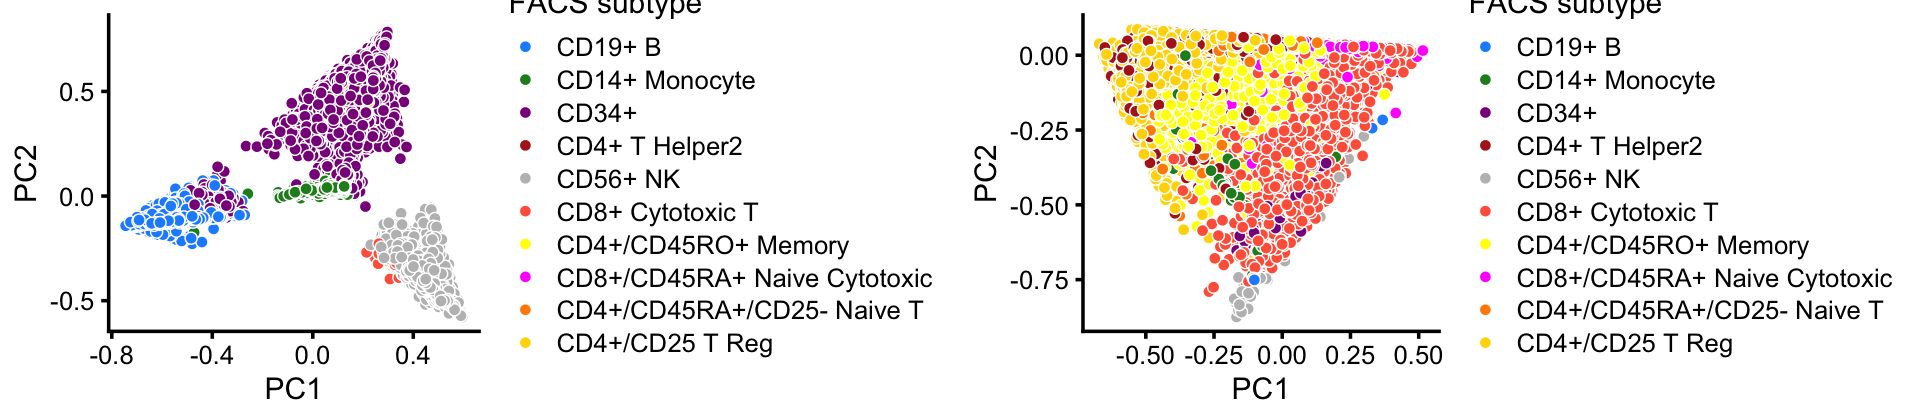 FACS subtype
CD19+ B
CD14+ Monocyte
CD34+
CD4+ T Helper2
CD56+ NK
CD8+ Cytotoxic T
CD4+/CD45RO+ Memory
CD8+/CD45RA+ Naive Cytotoxic
CD4+/CD45RA+/CD25- Naive T
CD4+/CD25 T Reg
PC2
0.5
0.0
-0.5
-0.8 -0.4 0.0 0.4
PC1
FACS subtype
CD19+ B
CD14+ Monocyte
CD34+
CD4+ T Helper2
CD56+ NK
CD8+ Cytotoxic T
CD4+/CD45RO+ Memory
CD8+/CD45RA+ Naive Cytotoxic
CD4+/CD45RA+/CD25- Naive T
CD4+/CD25 T Reg
PC2
0.00
-0.25
-0.50
-0.75
-0.50 -0.25 0.00 0.25 0.50
PC1